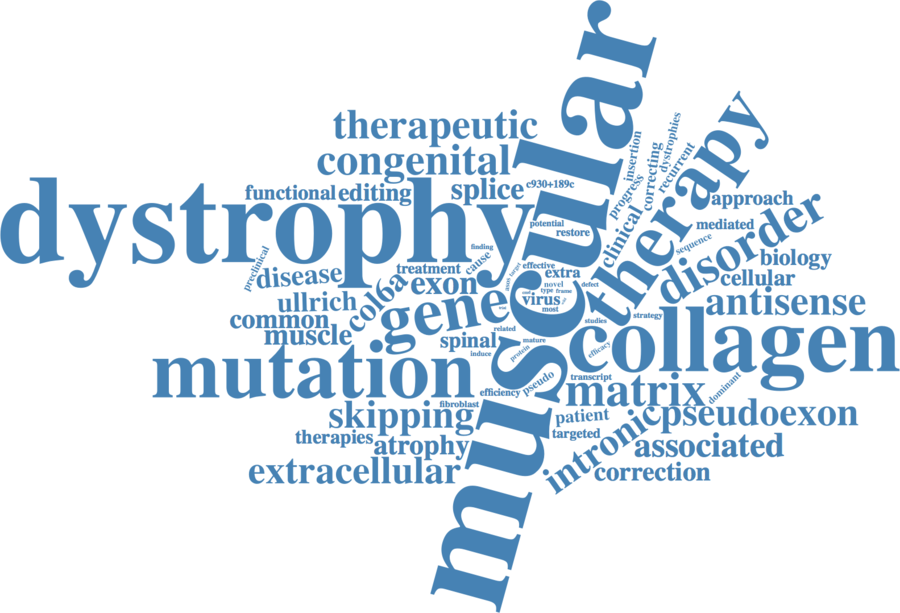 muscular
therapeutic
congenital
dystrophy
functional
editing
splice
c930+189c
therapy
insertion
dystrophies
correcting
recurrent
progress
clinical
approach
disorder
mediated
sequence
biology
cellular
antisense
potential
restore
finding
cause
preclinical
disease
treatment
target
effective
extra
exon
col6a
ullrich
novel
defect
type
frame
virus
most
gene
common
muscle
spinal
related
mature
studies
strategy
collagen
induce
protein
efficacy
mutation
transcript
matrix
dominant
efficiency
pseudo
fibroblast
skipping
patient
pseudoexon
therapies
atrophy
targeted
intronic
associated
extracellular
correction